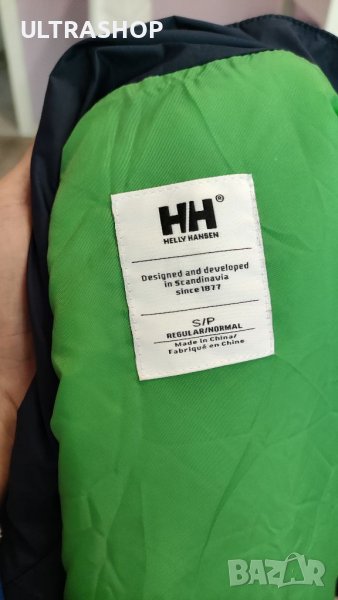 ULTRASHOP
HH®
HELLY HANSEN
Designed and developed
in Scandinavia
since 1877
S/P
REGULAR/NORMAL
Made in China/
Fabriqué en Chine
BAZAR